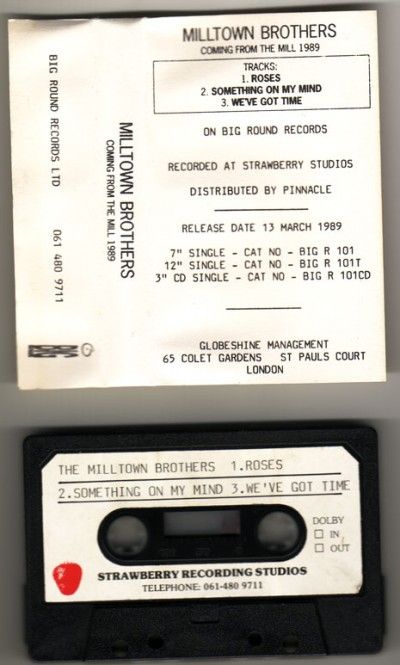 MILLTOWN BROTHERS
COMING FROM THE MILL 1989
TRACKS:
1. ROSES
2. SOMETHING ON MY MIND
3. WE'VE GOT TIME
ON BIG ROUND RECORDS
RECORDED AT STRAWBERRY STUDIOS
DISTRIBUTED BY PINNACLE
RELEASE DATE 13 MARCH 1989
7" SINGLE - CAT NO - BIG R 101
12" SINGLE - CAT NO - BIG R 101T
3" CD SINGLE - CAT NO - BIG R 101CD
GLOBESHINE MANAGEMENT
65 COLET GARDENS ST PAULS COURT
LONDON
MILLTOWN BROTHERS
COMING FROM THE MILL 1989
BIG ROUND RECORDS LTD 061 480 9711
THE MILLTOWN BROTHERS 1.ROSES
2.SOMETHING ON MY MIND 3.WE'VE GOT TIME
DOLBY
IN
OUT
STRAWBERRY RECORDING STUDIOS
TELEPHONE: 061-480 9711